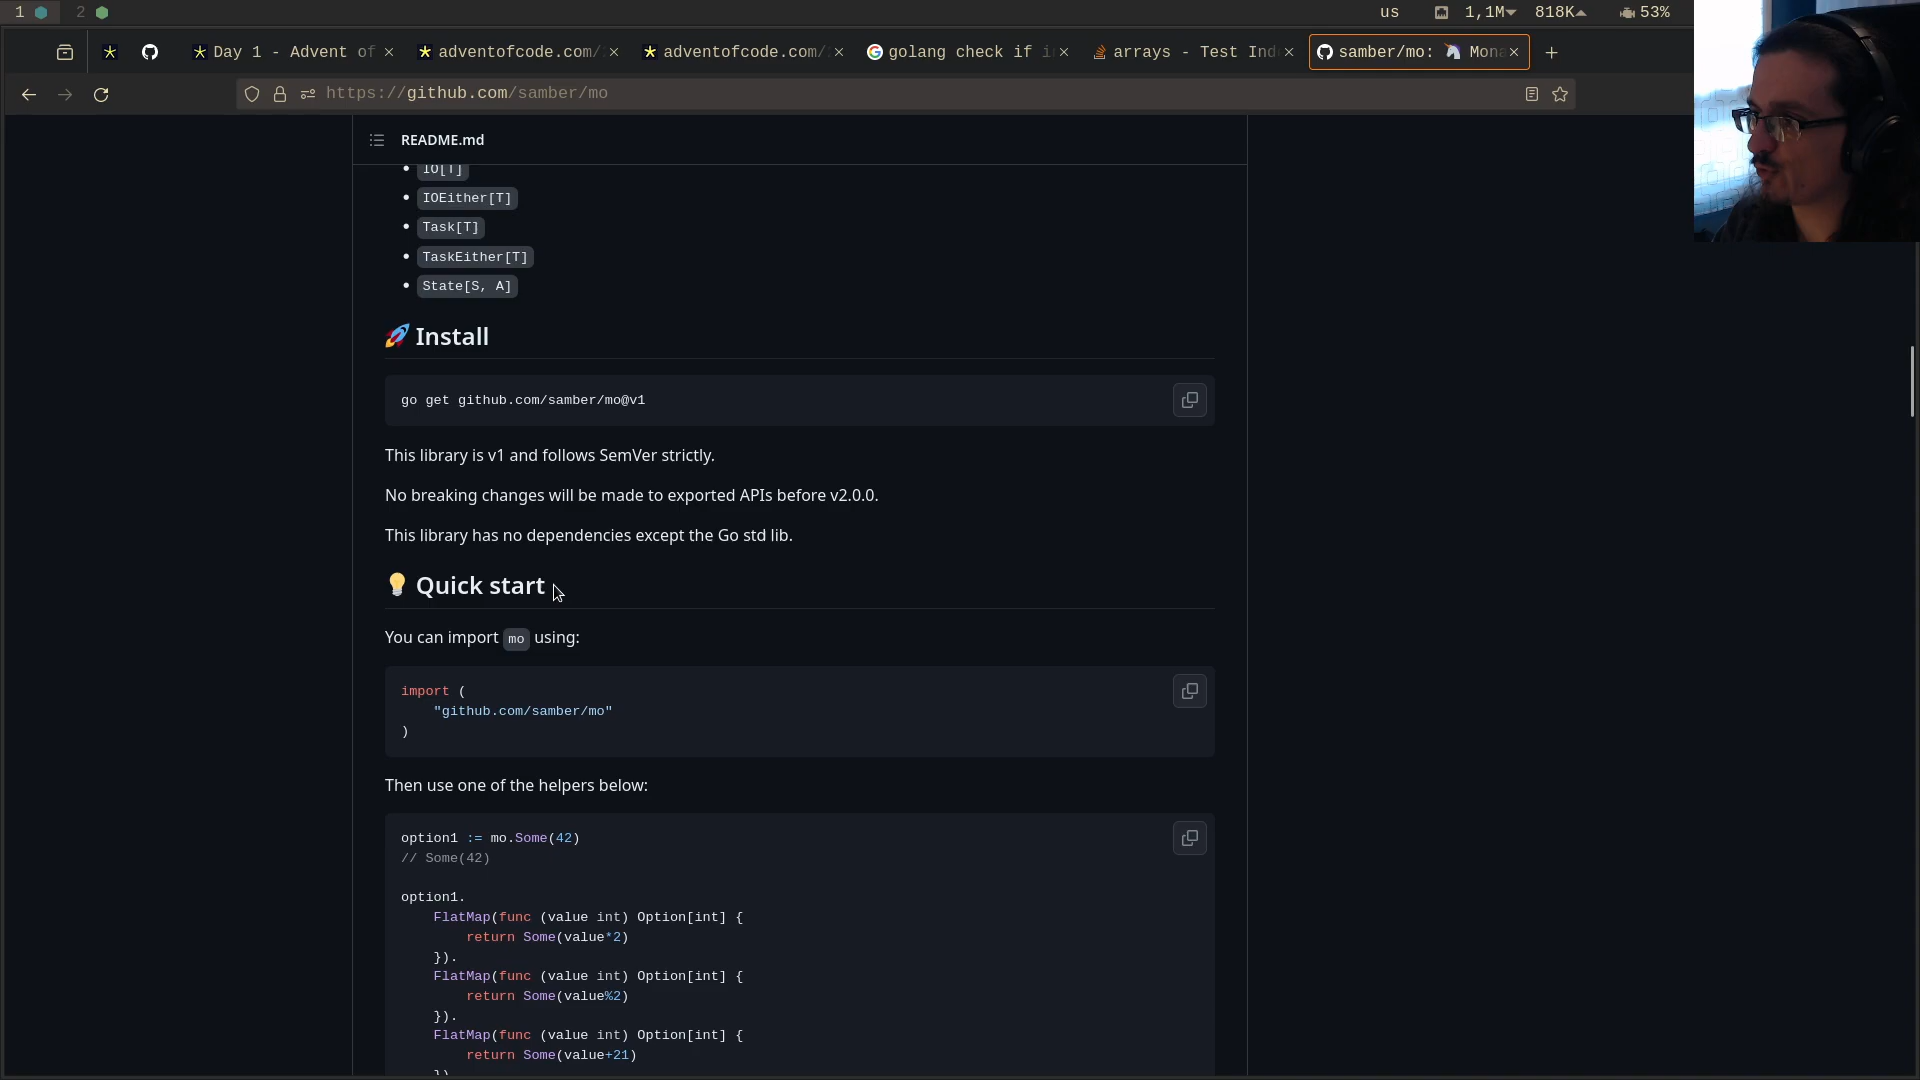 1 2 us 1,1M 818K 53%
Day 1 - Advent of adventofcode.com/ adventofcode.com/ golang check if i arrays - Test Ind samber/mo: 🦄 Mona
https://github.com/samber/mo
README.md
IO[T]
IOEither[T]
Task[T]
TaskEither[T]
State[S, A]
🚀 Install
go get github.com/samber/mo@v1
This library is v1 and follows SemVer strictly.
No breaking changes will be made to exported APIs before v2.0.0.
This library has no dependencies except the Go std lib.
💡 Quick start
You can import mo using:
import (
"github.com/samber/mo"
)
Then use one of the helpers below:
option1 := mo.Some(42)
// Some(42)
option1.
FlatMap(func (value int) Option[int] {
return Some(value*2)
}).
FlatMap(func (value int) Option[int] {
return Some(value%2)
}).
FlatMap(func (value int) Option[int] {
return Some(value+21)
})